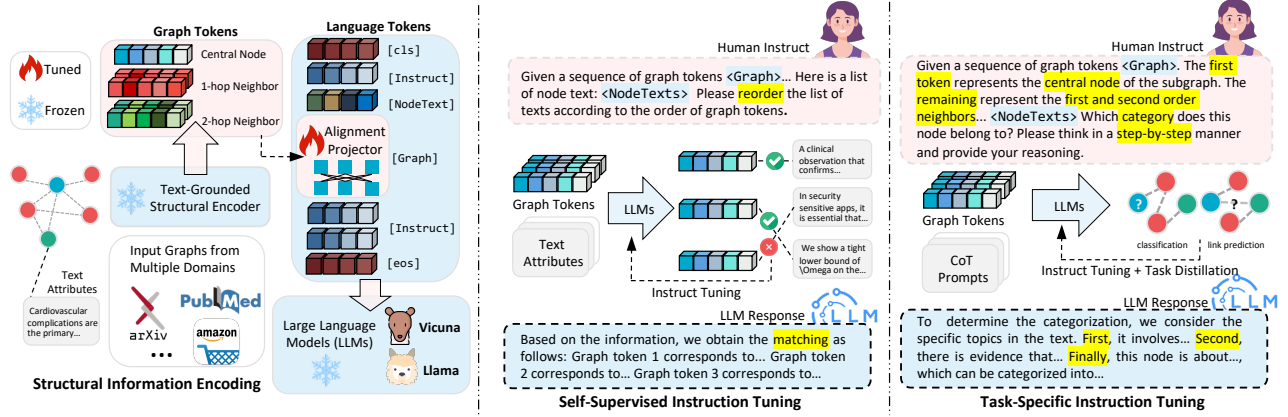 Graph Tokens
Language Tokens
Tuned
Frozen
Central Node
1-hop Neighbor
2-hop Neighbor
[cls]
[Instruct]
[NodeText]
Alignment
Projector
[Graph]
[Instruct]
[eos]
Text-Grounded
Structural Encoder
Text
Attributes
Cardiovascular
complications are
the primary...
Input Graphs from
Multiple Domains
arXiv
PubMed
amazon
...
Large Language
Models (LLMs)
Vicuna
Llama
Structural Information Encoding
Human Instruct
Given a sequence of graph tokens <Graph>... Here is a list
of node text: <NodeTexts> Please reorder the list of
texts according to the order of graph tokens.
Graph Tokens
Text
Attributes
LLMs
A clinical
observation that
confirms...
In security
sensitive apps, it
is essential that...
We show a tight
lower bound of
\Omega on the...
Instruct Tuning
LLM Response
LLM
Based on the information, we obtain the matching as
follows: Graph token 1 corresponds to... Graph token
2 corresponds to... Graph token 3 corresponds to...
Self-Supervised Instruction Tuning
Human Instruct
Given a sequence of graph tokens <Graph>. The first
token represents the central node of the subgraph. The
remaining represent the first and second order
neighbors... <NodeTexts> Which category does this
node belong to? Please think in a step-by-step manner
and provide your reasoning.
Graph Tokens
CoT
Prompts
LLMs
?
?
classification
link prediction
Instruct Tuning + Task Distillation
LLM Response
LLM
To determine the categorization, we consider the
specific topics in the text. First, it involves... Second,
there is evidence that... Finally, this node is about...,
which can be categorized into...
Task-Specific Instruction Tuning